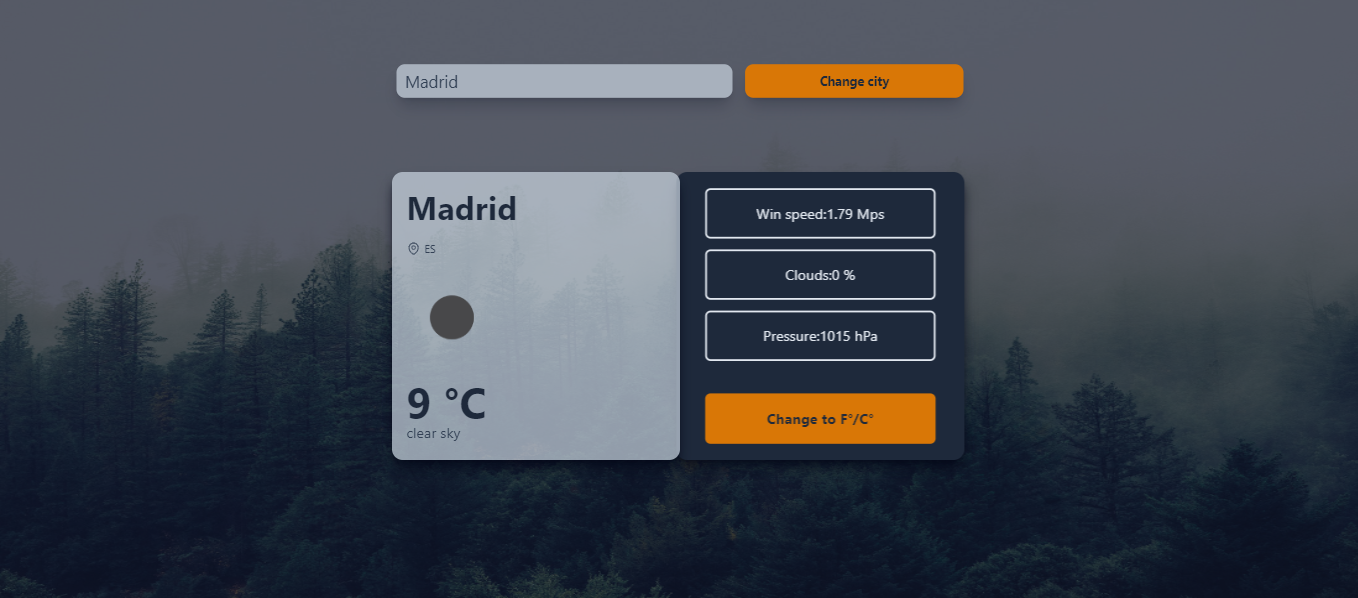 Madrid
Change city
Madrid
ES
9 °C
clear sky
Win speed:1.79 Mps
Clouds:0 %
Pressure:1015 hPa
Change to F°/C°